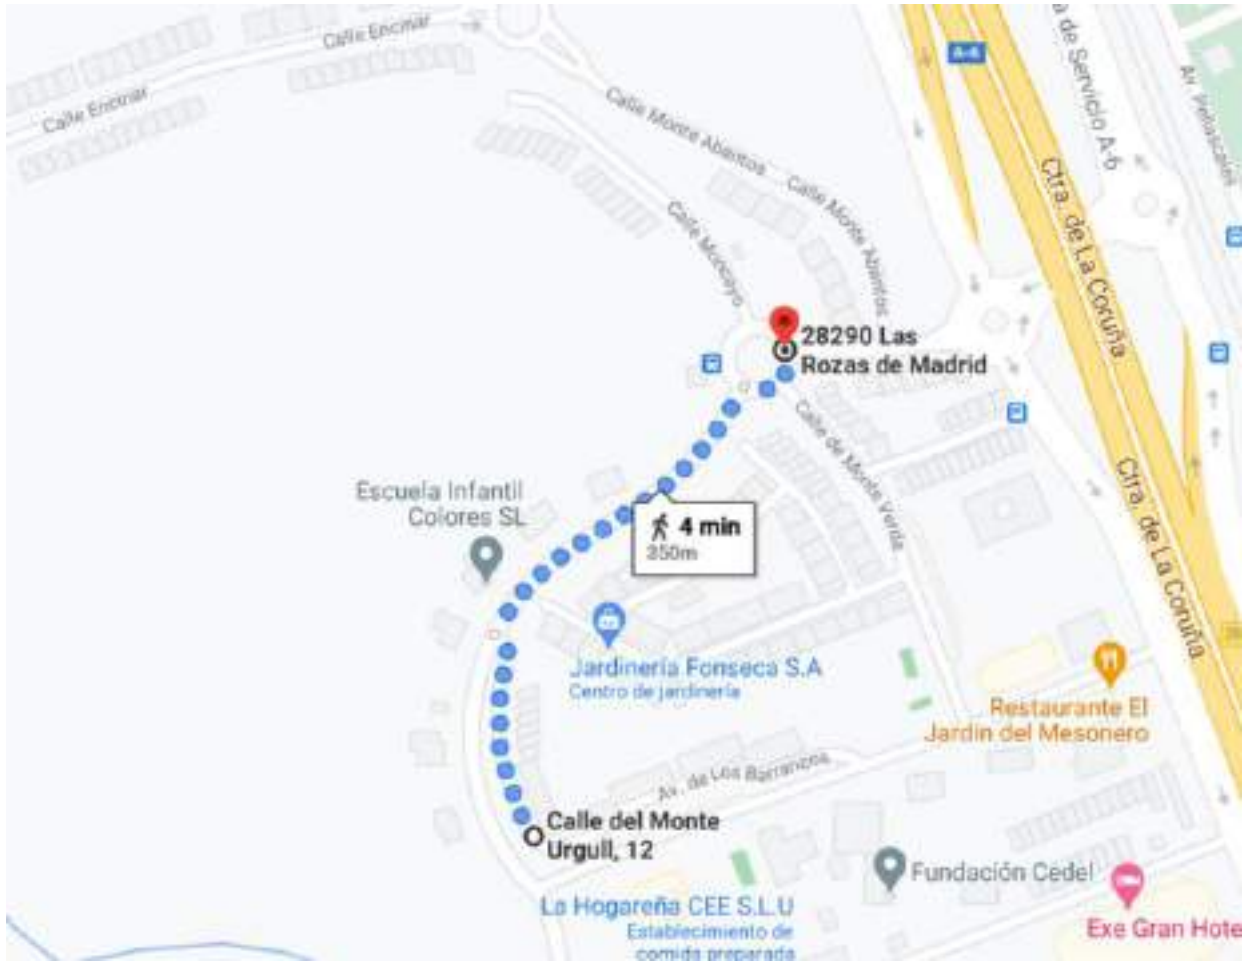 Calle Encinar
Calle Encinar
A-6
a de Servicio A-6
Av. Peñascales
Calle Monte Abantos
Calle Monte Abantos
Calle Moncayo
Ctra. de La Coruña
28290 Las
Rozas de Madrid
Calle de Monte Verde
Escuela Infantil
Colores SL
4 min
350m
Ctra. de La Coruña
Jardinería Fonseca S.A
Centro de jardinería
Restaurante El
Jardín del Mesonero
Av. de Los Barrancos
Calle del Monte
Urgull, 12
Fundación Cedel
La Hogareña CEE S.L.U
Establecimiento de
comida preparada
Exe Gran Hote